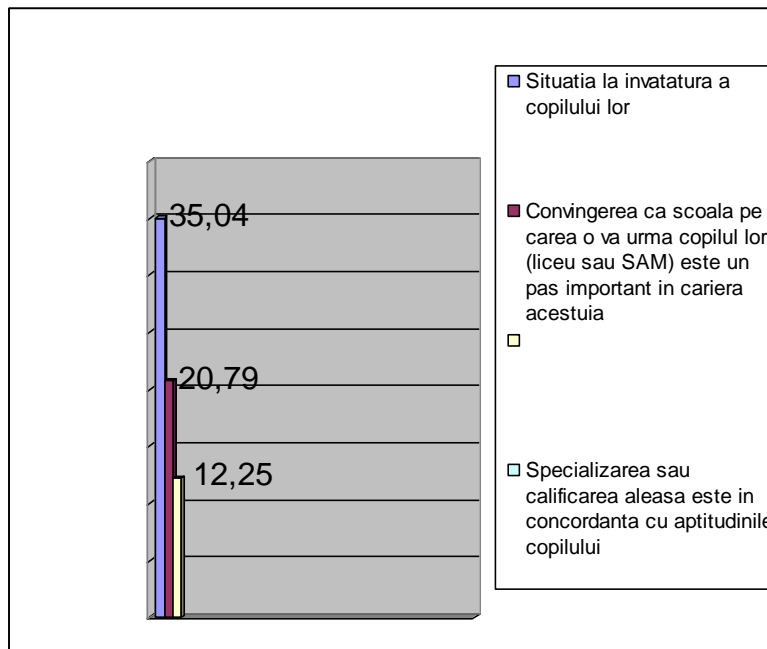 Situatia la invatatura a
copilului lor
35,04
Convingerea ca scoala pe
carea o va urma copilul lor
(liceu sau SAM) este un
pas important in cariera
acestuia
20,79
12,25
Specializarea sau
calificarea aleasa este in
concordanta cu aptitudinile
copilului